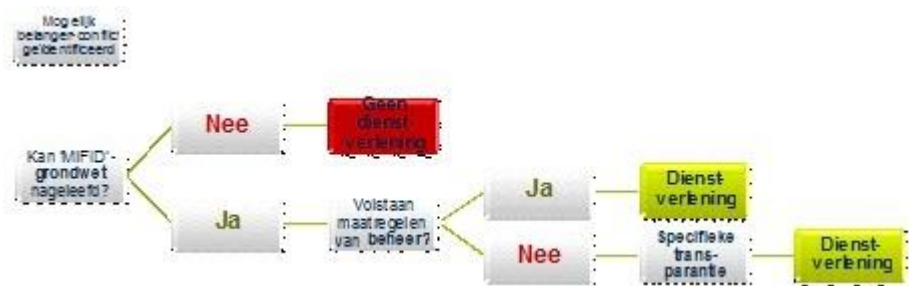 Mogelijk
belangenconflict
geïdentificeerd
Nee
Geen
dienst-
verlening
Kan 'MIFID'-
grondwet
nageleefd?
Ja
Volstaan
maatregelen
van beheer?
Ja
Dienst-
verlening
Nee
Specifieke
trans-
parantie
Dienst-
verlening